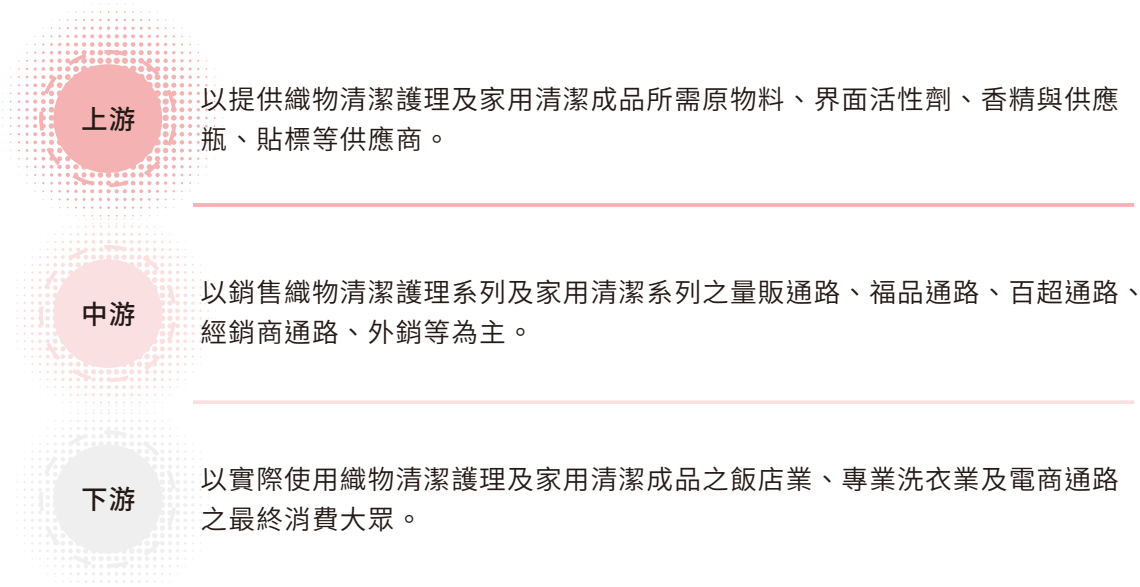 上游
以提供織物清潔護理及家用清潔成品所需原物料、界面活性劑、香精與供應
瓶、貼標等供應商。
中游
以銷售織物清潔護理系列及家用清潔系列之量販通路、福品通路、百超通路、
經銷商通路、外銷等為主。
下游
以實際使用織物清潔護理及家用清潔成品之飯店業、專業洗衣業及電商通路
之最終消費大眾。